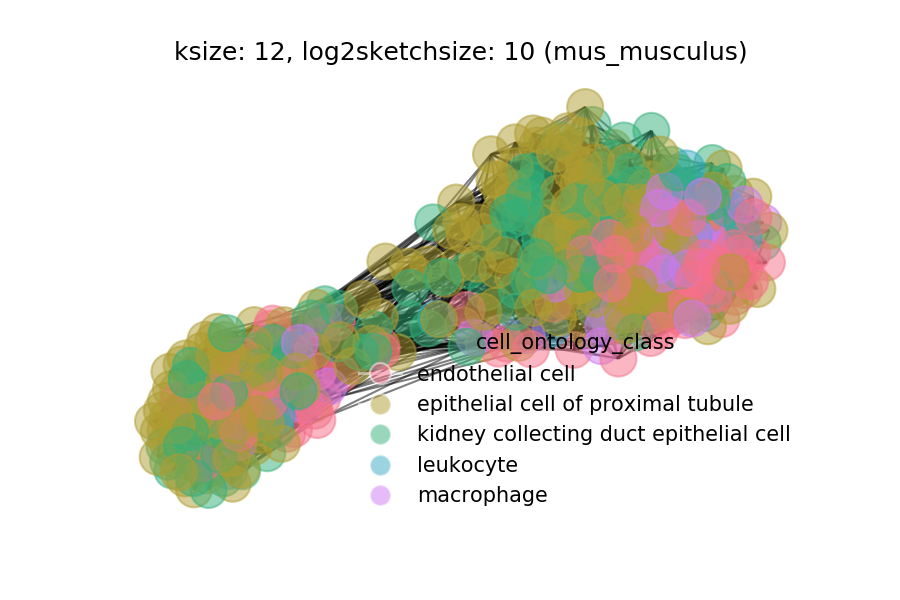 ksize: 12, log2sketchsize: 10 (mus_musculus)
cell_ontology_class
endothelial cell
epithelial cell of proximal tubule
kidney collecting duct epithelial cell
leukocyte
macrophage